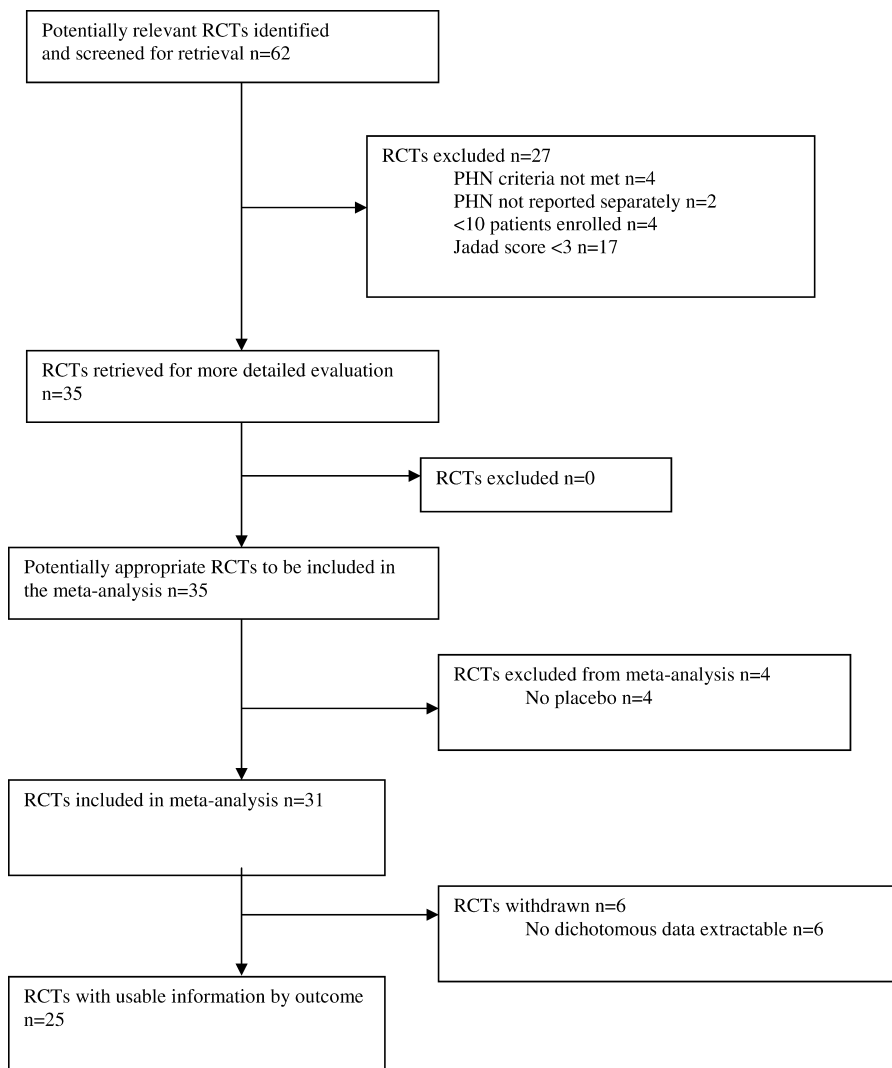 Potentially relevant RCTs identified
and screened for retrieval n=62
RCTs excluded n=27
PHN criteria not met n=4
PHN not reported separately n=2
<10 patients enrolled n=4
Jadad score <3 n=17
RCTs retrieved for more detailed evaluation
n=35
RCTs excluded n=0
Potentially appropriate RCTs to be included in
the meta-analysis n=35
RCTs excluded from meta-analysis n=4
No placebo n=4
RCTs included in meta-analysis n=31
RCTs withdrawn n=6
No dichotomous data extractable n=6
RCTs with usable information by outcome
n=25